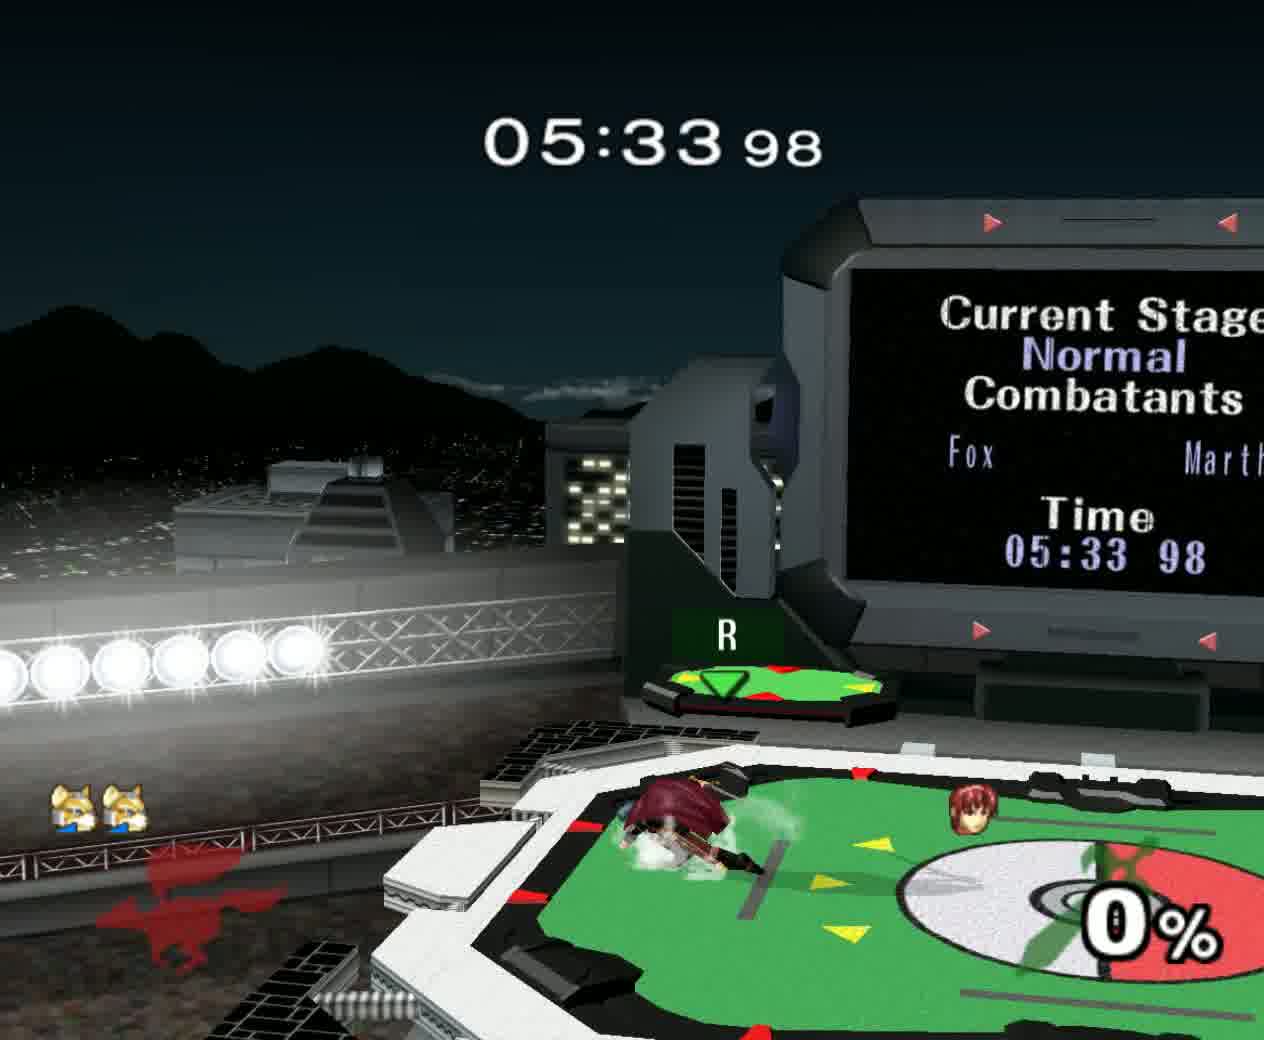 05:33 98
Current Stage
Normal
Combatants
Fox Marth
Time
05:33 98
R
0%